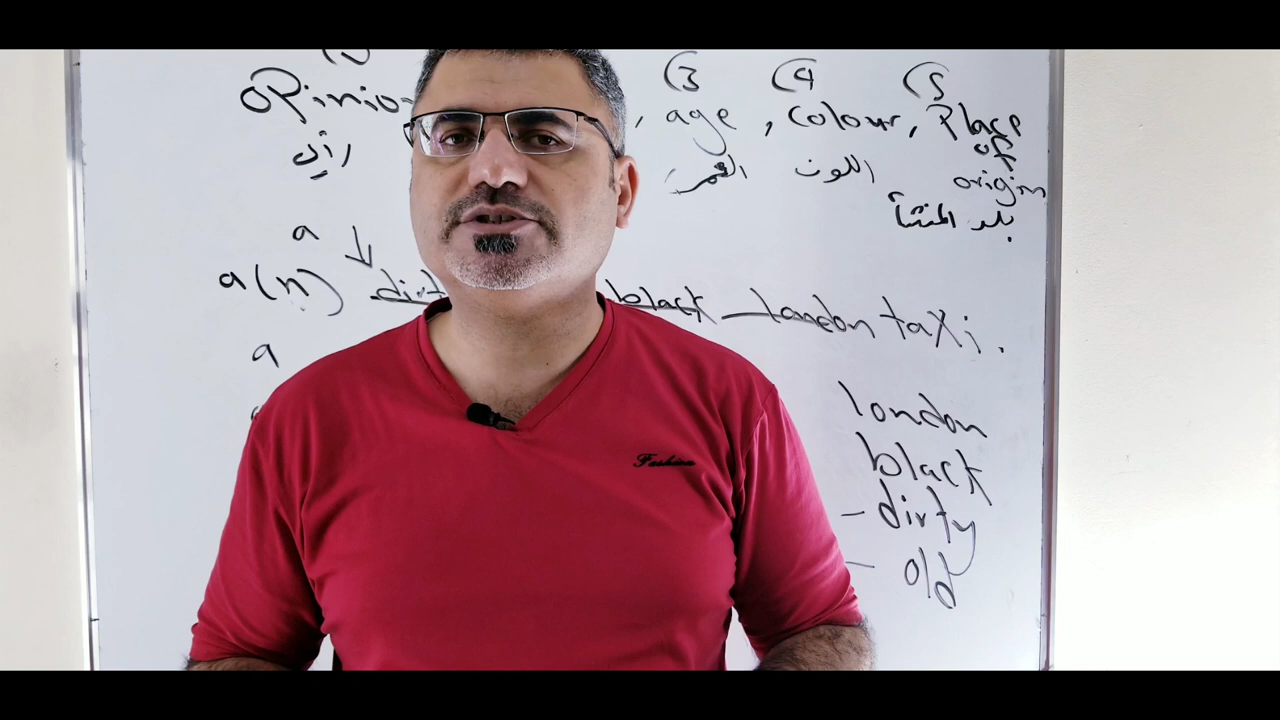 (3 (4 (5
opinion , age , colour, place
of
origin
رأي العمر اللون
بلد المنشأ
a
a(n) dirt black london taxi.
a
london
black
- dirty
- old
Fashion